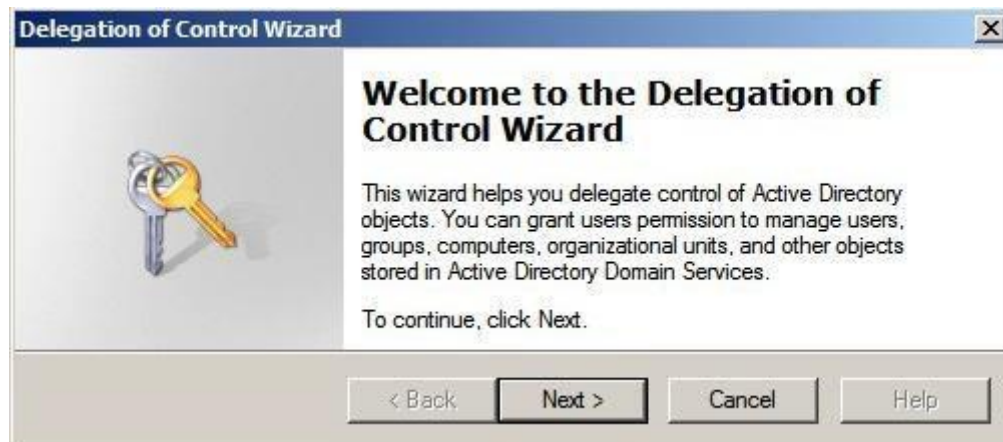 Delegation of Control Wizard
Welcome to the Delegation of
Control Wizard
This wizard helps you delegate control of Active Directory
objects. You can grant users permission to manage users,
groups, computers, organizational units, and other objects
stored in Active Directory Domain Services.
To continue, click Next.
< Back Next > Cancel Help